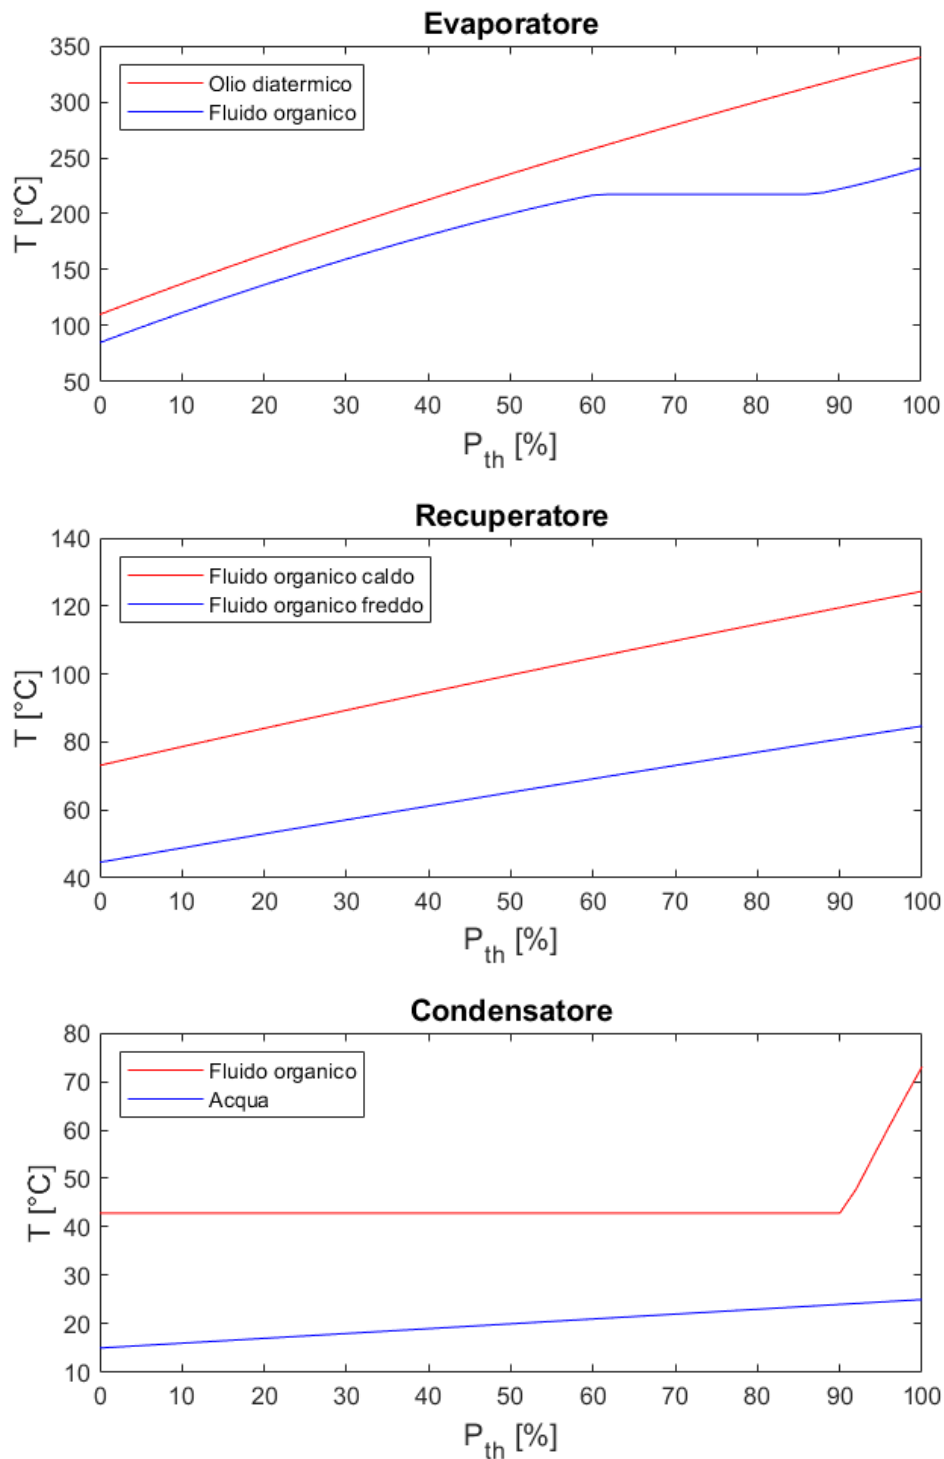 Evaporatore
350
300
250
200
150
100
50
T [°C]
Olio diatermico
Fluido organico
0 10 20 30 40 50 60 70 80 90 100
P_th [%]
Recuperatore
140
120
100
80
60
40
T [°C]
Fluido organico caldo
Fluido organico freddo
0 10 20 30 40 50 60 70 80 90 100
P_th [%]
Condensatore
80
70
60
50
40
30
20
10
T [°C]
Fluido organico
Acqua
0 10 20 30 40 50 60 70 80 90 100
P_th [%]